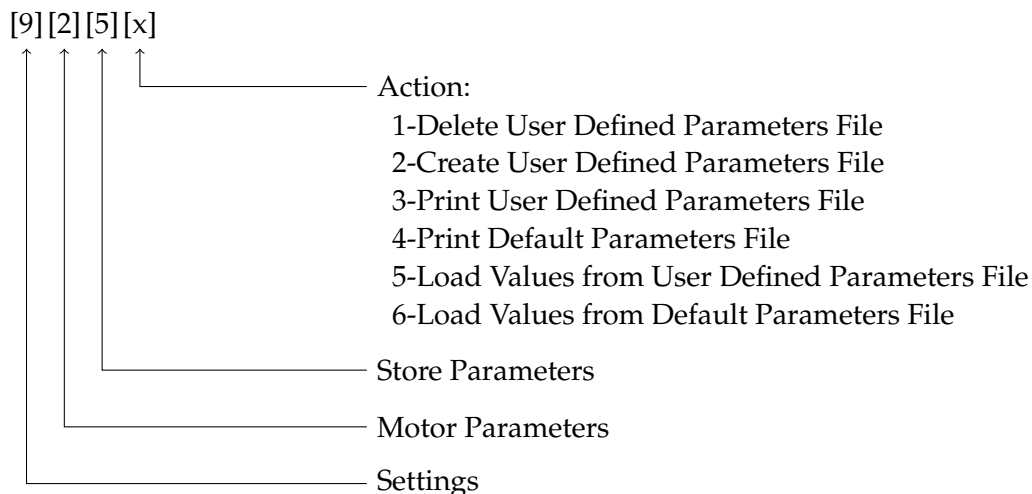 [9][2][5][x]
Action:
1-Delete User Defined Parameters File
2-Create User Defined Parameters File
3-Print User Defined Parameters File
4-Print Default Parameters File
5-Load Values from User Defined Parameters File
6-Load Values from Default Parameters File
Store Parameters
Motor Parameters
Settings